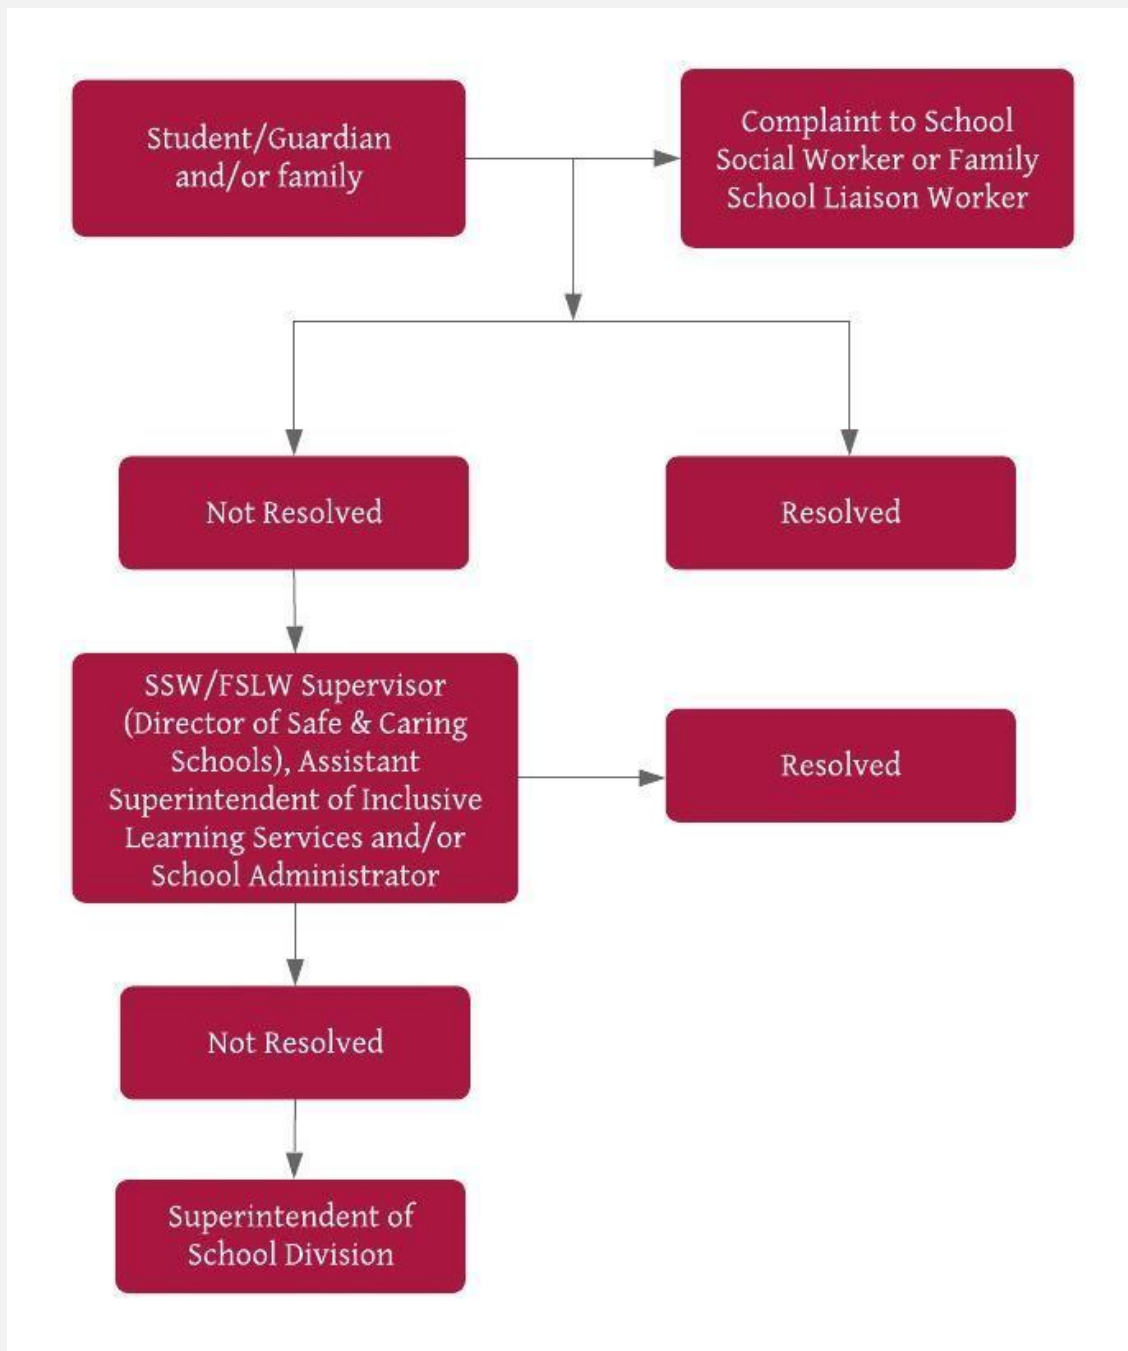 Student/Guardian
and/or family
Complaint to School
Social Worker or Family
School Liaison Worker
Not Resolved
Resolved
SSW/FSLW Supervisor
(Director of Safe & Caring
Schools), Assistant
Superintendent of Inclusive
Learning Services and/or
School Administrator
Resolved
Not Resolved
Superintendent of
School Division